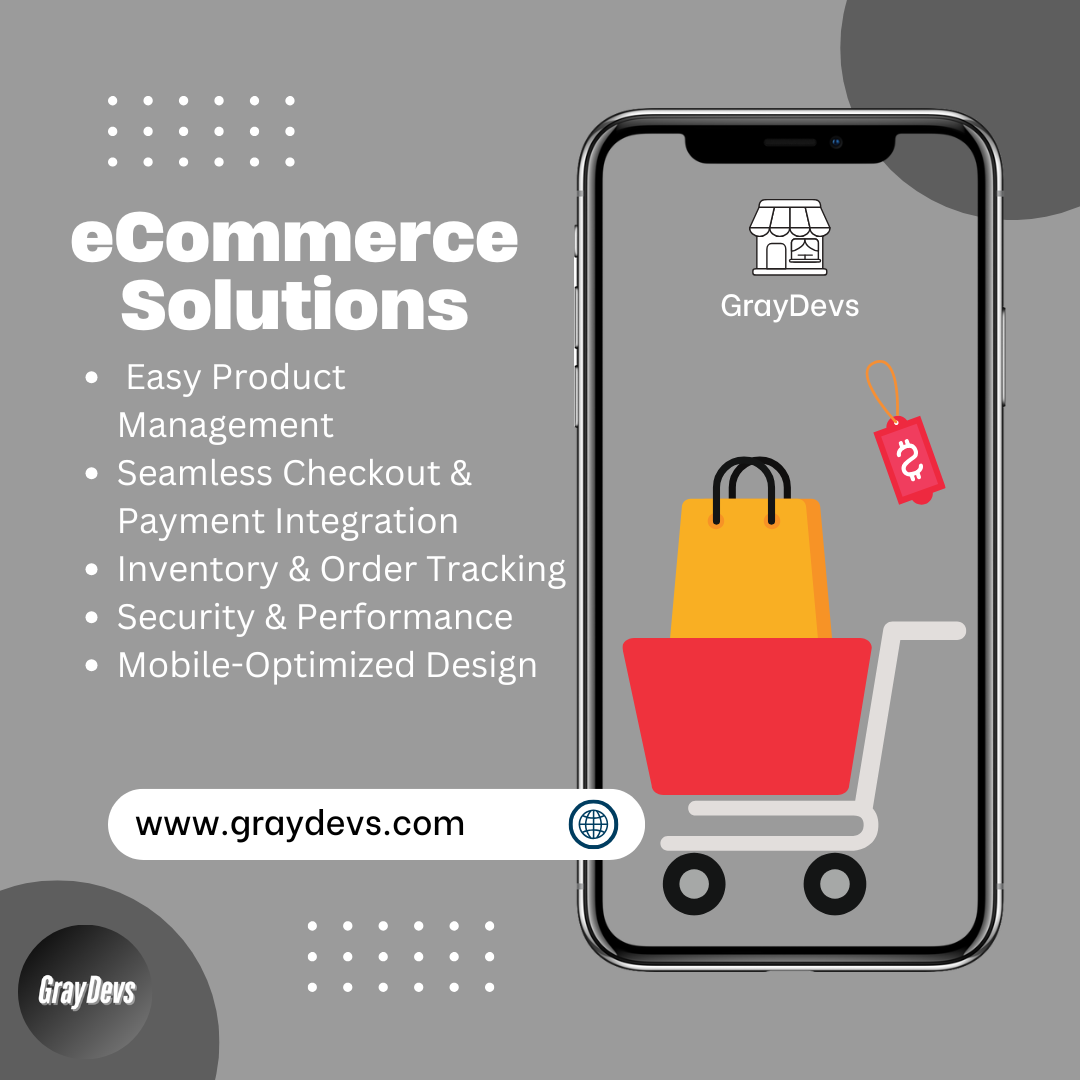 eCommerce
Solutions
• Easy Product
Management
• Seamless Checkout &
Payment Integration
• Inventory & Order Tracking
• Security & Performance
• Mobile-Optimized Design
www.graydevs.com
GrayDevs
$
GrayDevs